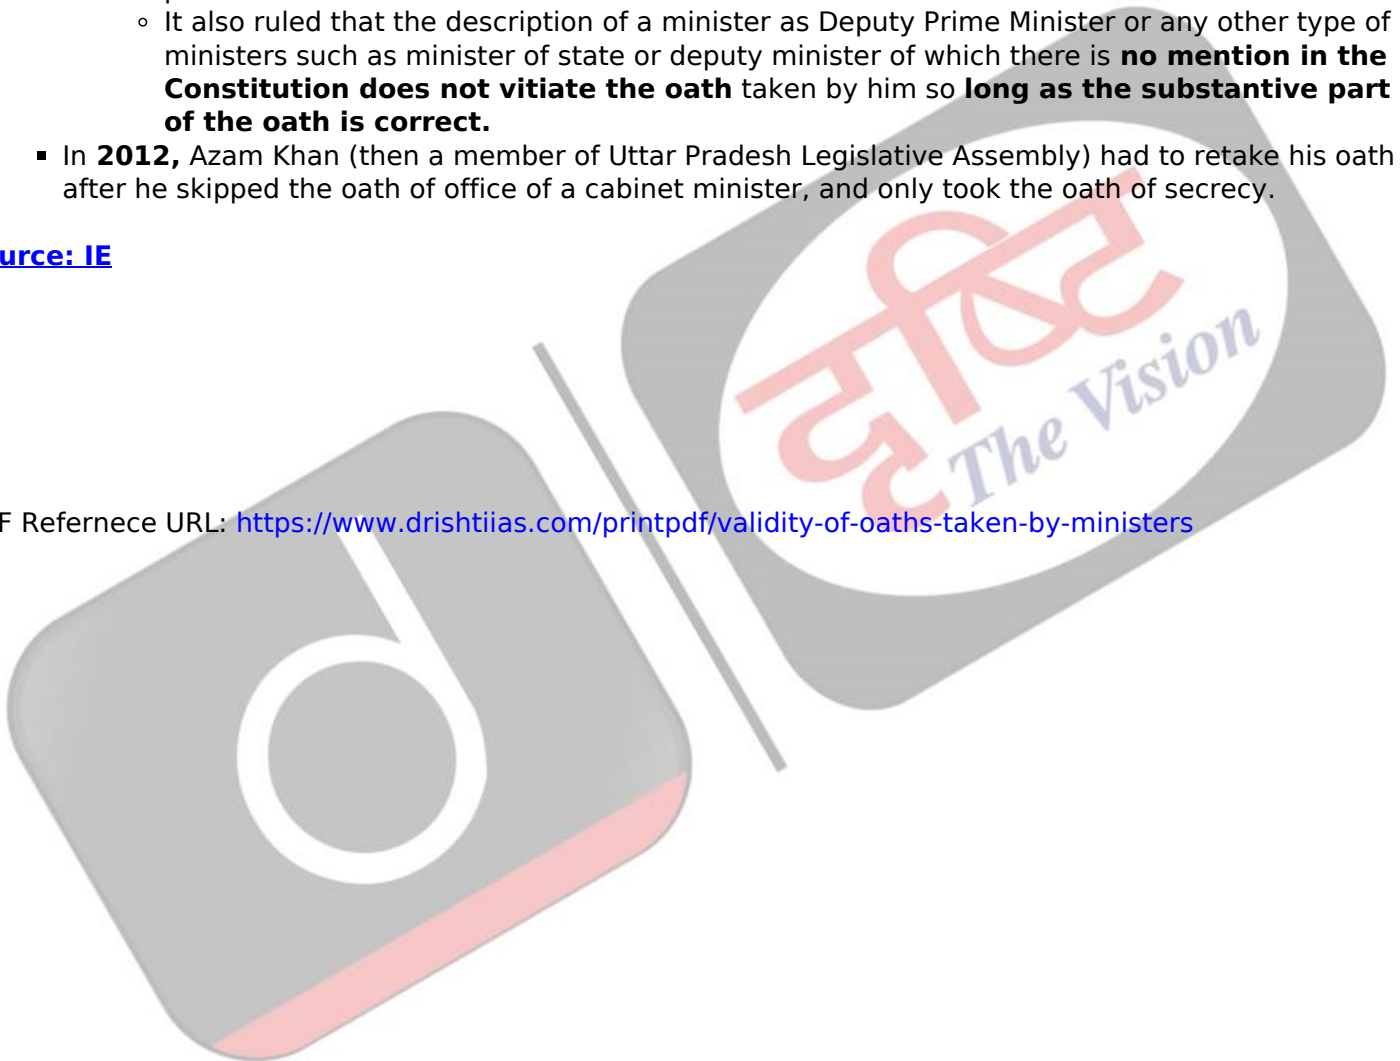 It also ruled that the description of a minister as Deputy Prime Minister or any other type of
ministers such as minister of state or deputy minister of which there is no mention in the
Constitution does not vitiate the oath taken by him so long as the substantive part
of the oath is correct.
In 2012, Azam Khan (then a member of Uttar Pradesh Legislative Assembly) had to retake his oath
after he skipped the oath of office of a cabinet minister, and only took the oath of secrecy.
urce: IE
दृष्टि
The Vision
F Refernece URL: https://www.drishtiias.com/printpdf/validity-of-oaths-taken-by-ministers